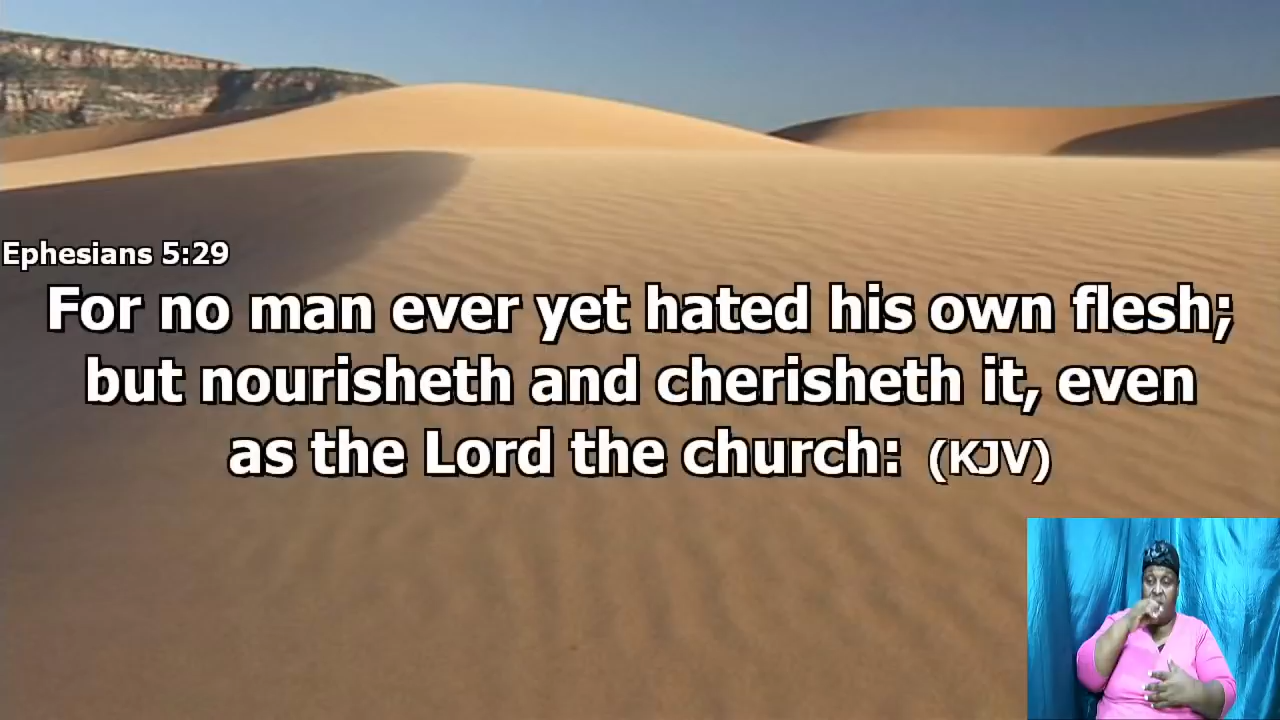 Ephesians 5:29
For no man ever yet hated his own flesh;
but nourisheth and cherisheth it, even
as the Lord the church: (KJV)